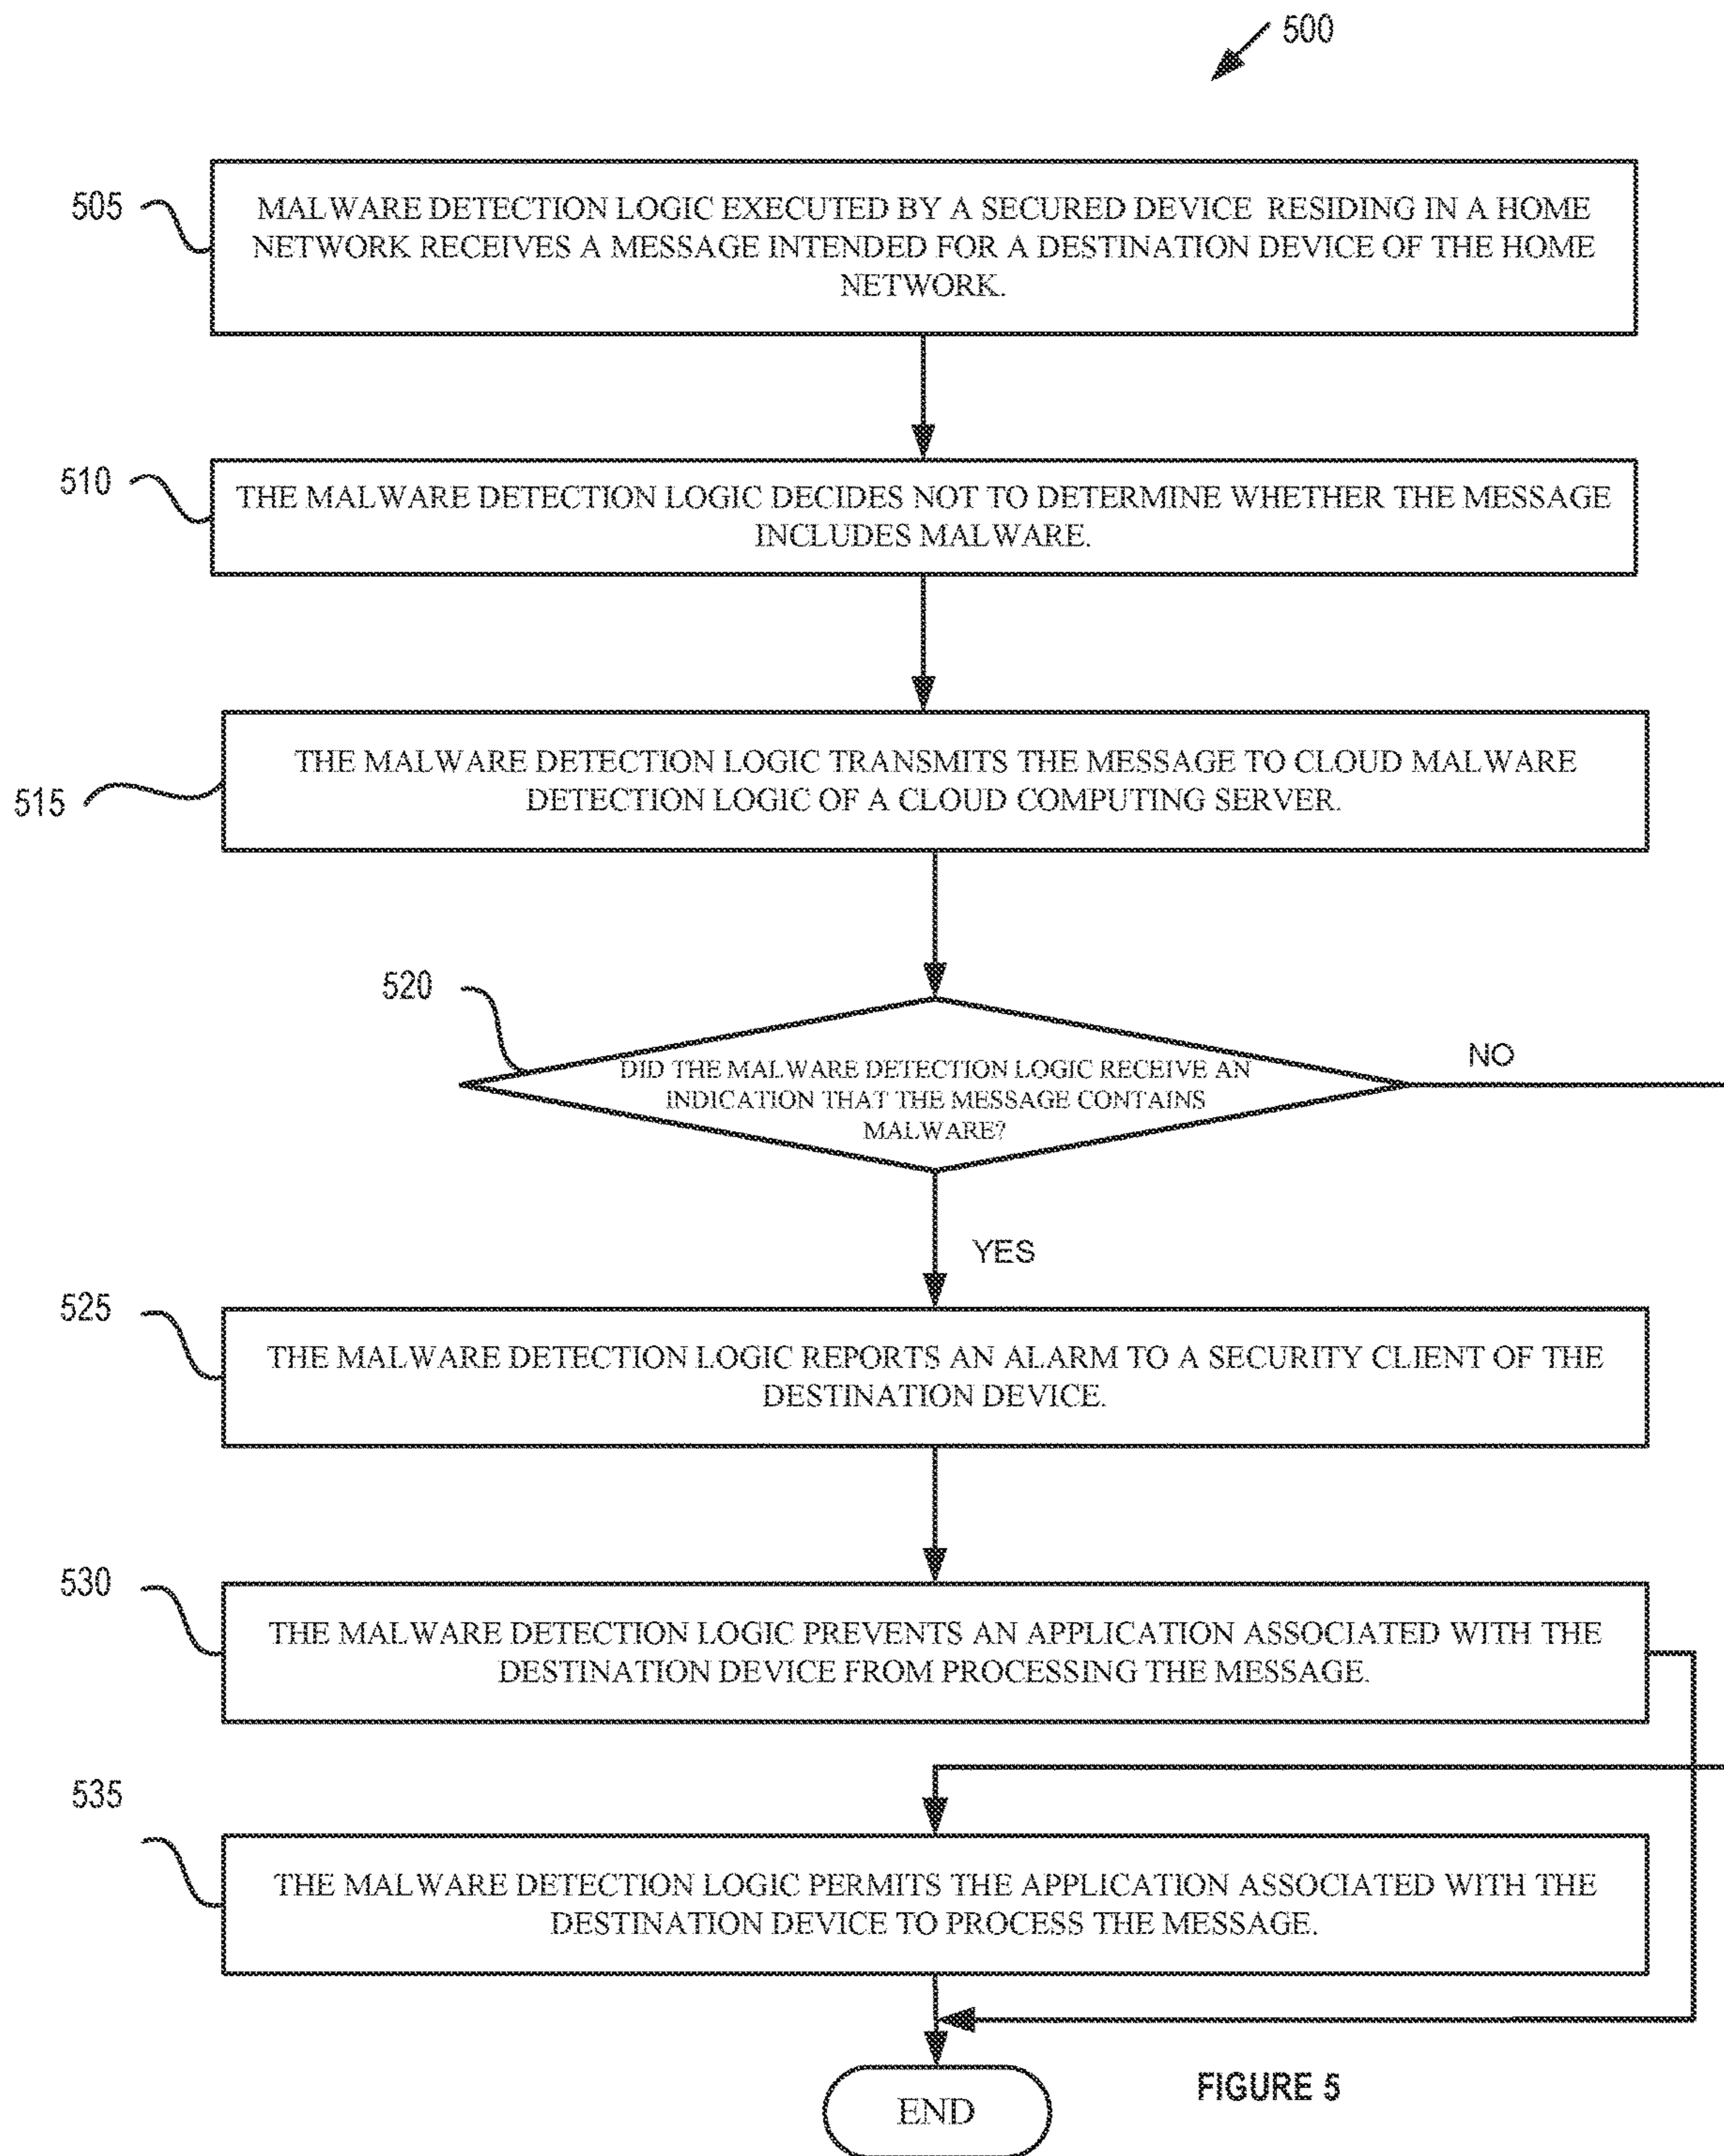 500
505
MALWARE DETECTION LOGIC EXECUTED BY A SECURED DEVICE RESIDING IN A HOME
NETWORK RECEIVES A MESSAGE INTENDED FOR A DESTINATION DEVICE OF THE HOME
NETWORK.
510
THE MALWARE DETECTION LOGIC DECIDES NOT TO DETERMINE WHETHER THE MESSAGE
INCLUDES MALWARE.
515
THE MALWARE DETECTION LOGIC TRANSMITS THE MESSAGE TO CLOUD MALWARE
DETECTION LOGIC OF A CLOUD COMPUTING SERVER.
520
DID THE MALWARE DETECTION LOGIC RECEIVE AN
INDICATION THAT THE MESSAGE CONTAINS
MALWARE?
NO
YES
525
THE MALWARE DETECTION LOGIC REPORTS AN ALARM TO A SECURITY CLIENT OF THE
DESTINATION DEVICE.
530
THE MALWARE DETECTION LOGIC PREVENTS AN APPLICATION ASSOCIATED WITH THE
DESTINATION DEVICE FROM PROCESSING THE MESSAGE.
535
THE MALWARE DETECTION LOGIC PERMITS THE APPLICATION ASSOCIATED WITH THE
DESTINATION DEVICE TO PROCESS THE MESSAGE.
END
FIGURE 5